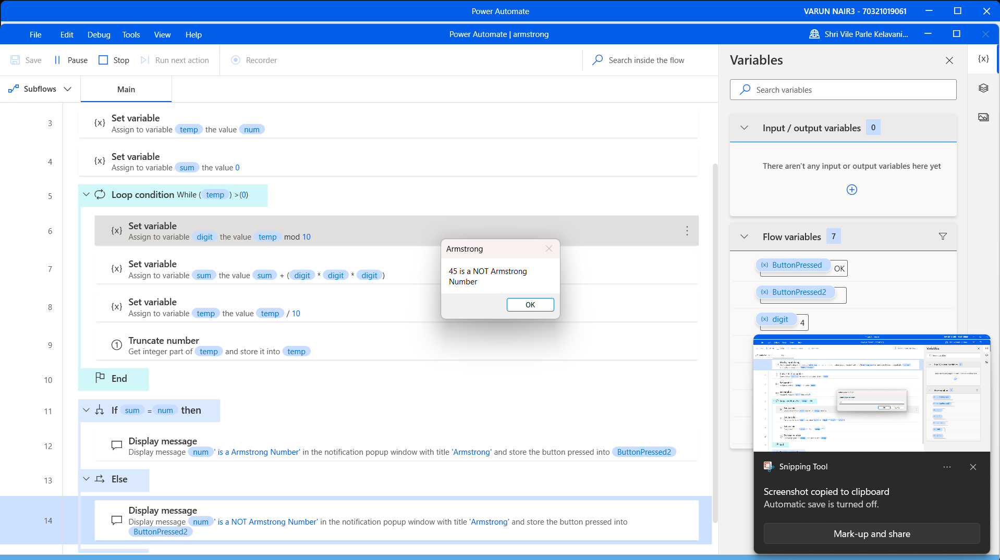 Power Automate
VARUN NAIR3 - 70321019061
File Edit Debug Tools View Help
Power Automate | armstrong
Shri Vile Parle Kelavani...
Save Pause Stop Run next action Recorder
Search inside the flow
Subflows
Main
3
{x} Set variable
Assign to variable temp the value num
4
{x} Set variable
Assign to variable sum the value 0
5
Loop condition While ( temp ) >(0)
6
{x} Set variable
Assign to variable digit the value temp mod 10
7
{x} Set variable
Assign to variable sum the value sum + ( digit * digit * digit )
8
{x} Set variable
Assign to variable temp the value temp / 10
9
1 Truncate number
Get integer part of temp and store it into temp
10
End
11
If sum = num then
12
Display message
Display message num ' is a Armstrong Number' in the notification popup window with title 'Armstrong' and store the button pressed into ButtonPressed2
13
Else
14
Display message
Display message num ' is a NOT Armstrong Number' in the notification popup window with title 'Armstrong' and store the button pressed into
ButtonPressed2
Armstrong
45 is a NOT Armstrong
Number
OK
Variables
{x}
Search variables
Input / output variables 0
There aren't any input or output variables here yet
Flow variables 7
{x} ButtonPressed OK
{x} ButtonPressed2
{x} digit 4
Snipping Tool
Screenshot copied to clipboard
Automatic save is turned off.
Mark-up and share